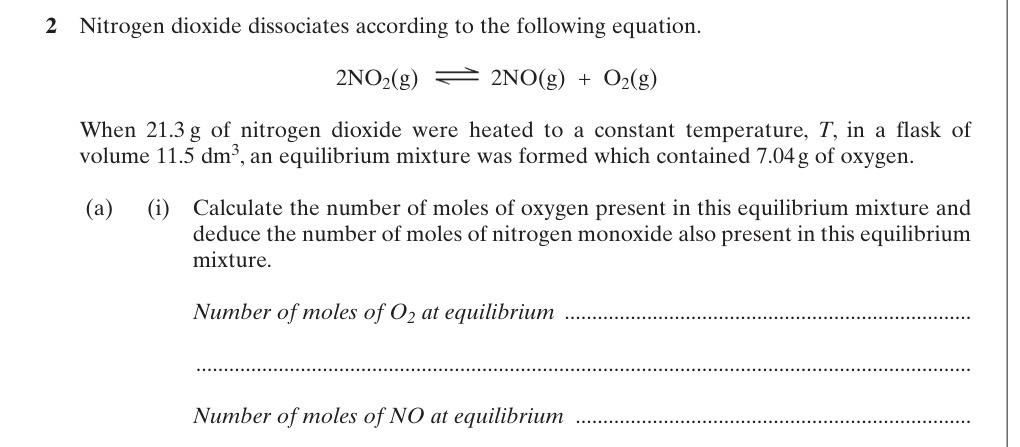 2 Nitrogen dioxide dissociates according to the following equation.
2NO₂(g) ⇌ 2NO(g) + O₂(g)
When 21.3 g of nitrogen dioxide were heated to a constant temperature, T, in a flask of
volume 11.5 dm³, an equilibrium mixture was formed which contained 7.04 g of oxygen.
(a) (i) Calculate the number of moles of oxygen present in this equilibrium mixture and
deduce the number of moles of nitrogen monoxide also present in this equilibrium
mixture.
Number of moles of O₂ at equilibrium ..........................................................................
..............................................................................................................................................
Number of moles of NO at equilibrium ........................................................................